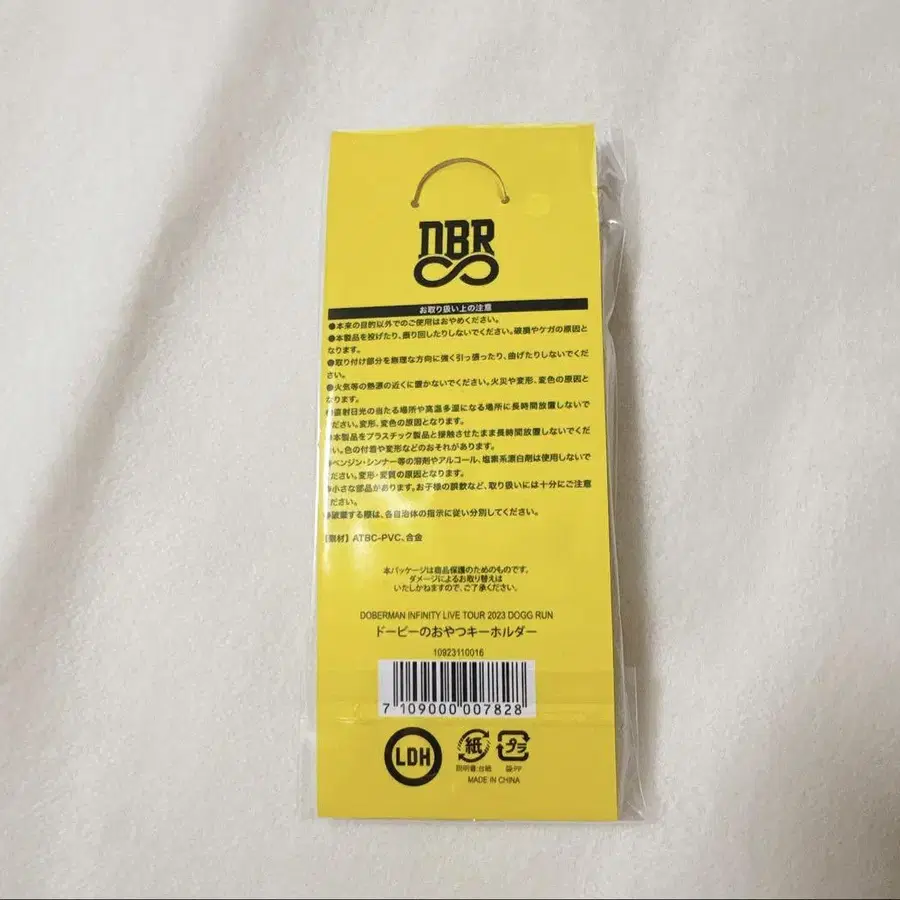 DBR
お取り扱い上の注意
●本来の目的以外でのご使用はおやめください。
●本製品を投げたり、振り回したりしないでください。破損やケガの原因と
なります。
●取り付け部分を無理な方向に強く引っ張ったり、曲げたりしないでくだ
さい。
●火気等の熱源の近くに置かないでください。火災や変形、変色の原因と
なります。
●直射日光の当たる場所や高温多湿になる場所に長時間放置しないで
ください。変形、変色の原因となります。
●本製品をプラスチック製品と接触させたまま長時間放置しないでくだ
さい。色の付着や変形などのおそれがあります。
●ベンジン・シンナー等の溶剤やアルコール、塩素系漂白剤は使用しないで
ください。変形・変質の原因となります。
●小さな部品があります。お子様の誤飲など、取り扱いには十分にご注意
ください。
●破棄する際は、各自治体の指示に従い分別してください。
【素材】ATBC-PVC、合金
本パッケージは商品保護のためのものです。
ダメージによるお取り替えは
いたしかねますので、ご了承ください。
DOBERMAN INFINITY LIVE TOUR 2023 DOGG RUN
ドービーのおやつキーホルダー
10923110016
7 109000 007828
LDH
紙
プラ
説明書:台紙
袋:PP
MADE IN CHINA